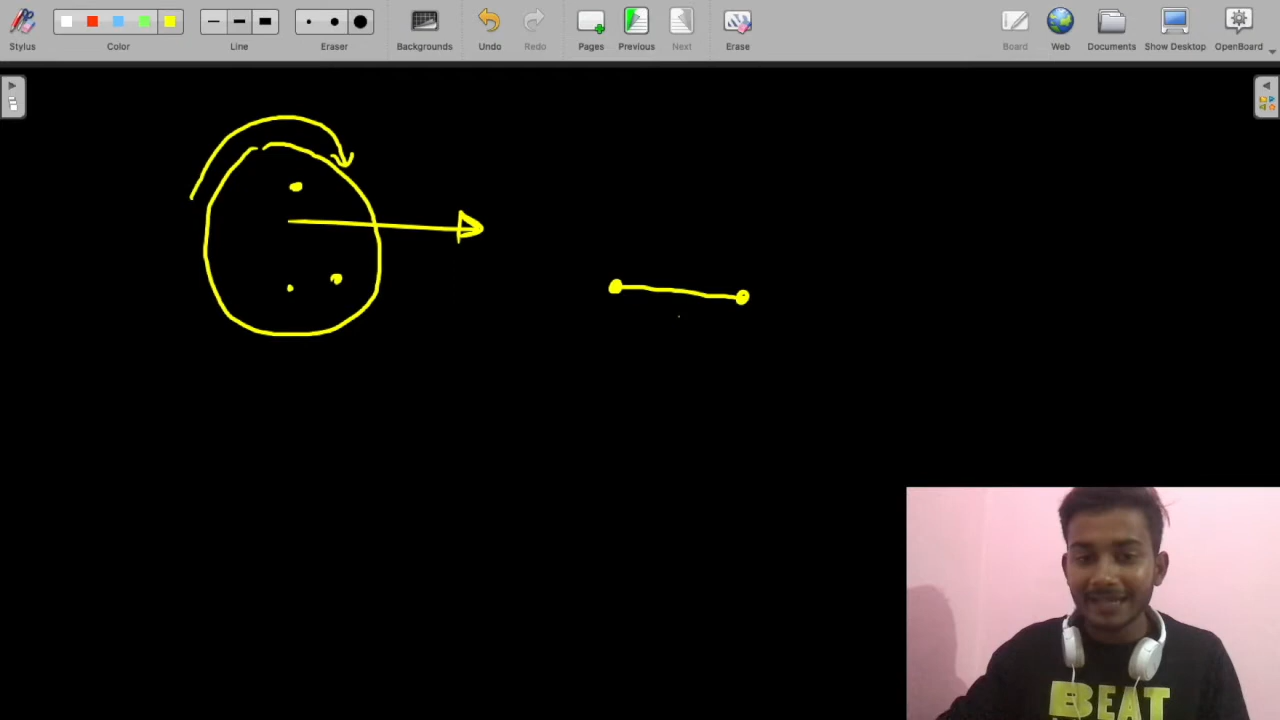 Stylus
Color
Line
Eraser
Backgrounds
Undo
Redo
Pages
Previous
Next
Erase
Board
Web
Documents
Show Desktop
OpenBoard
BEAT